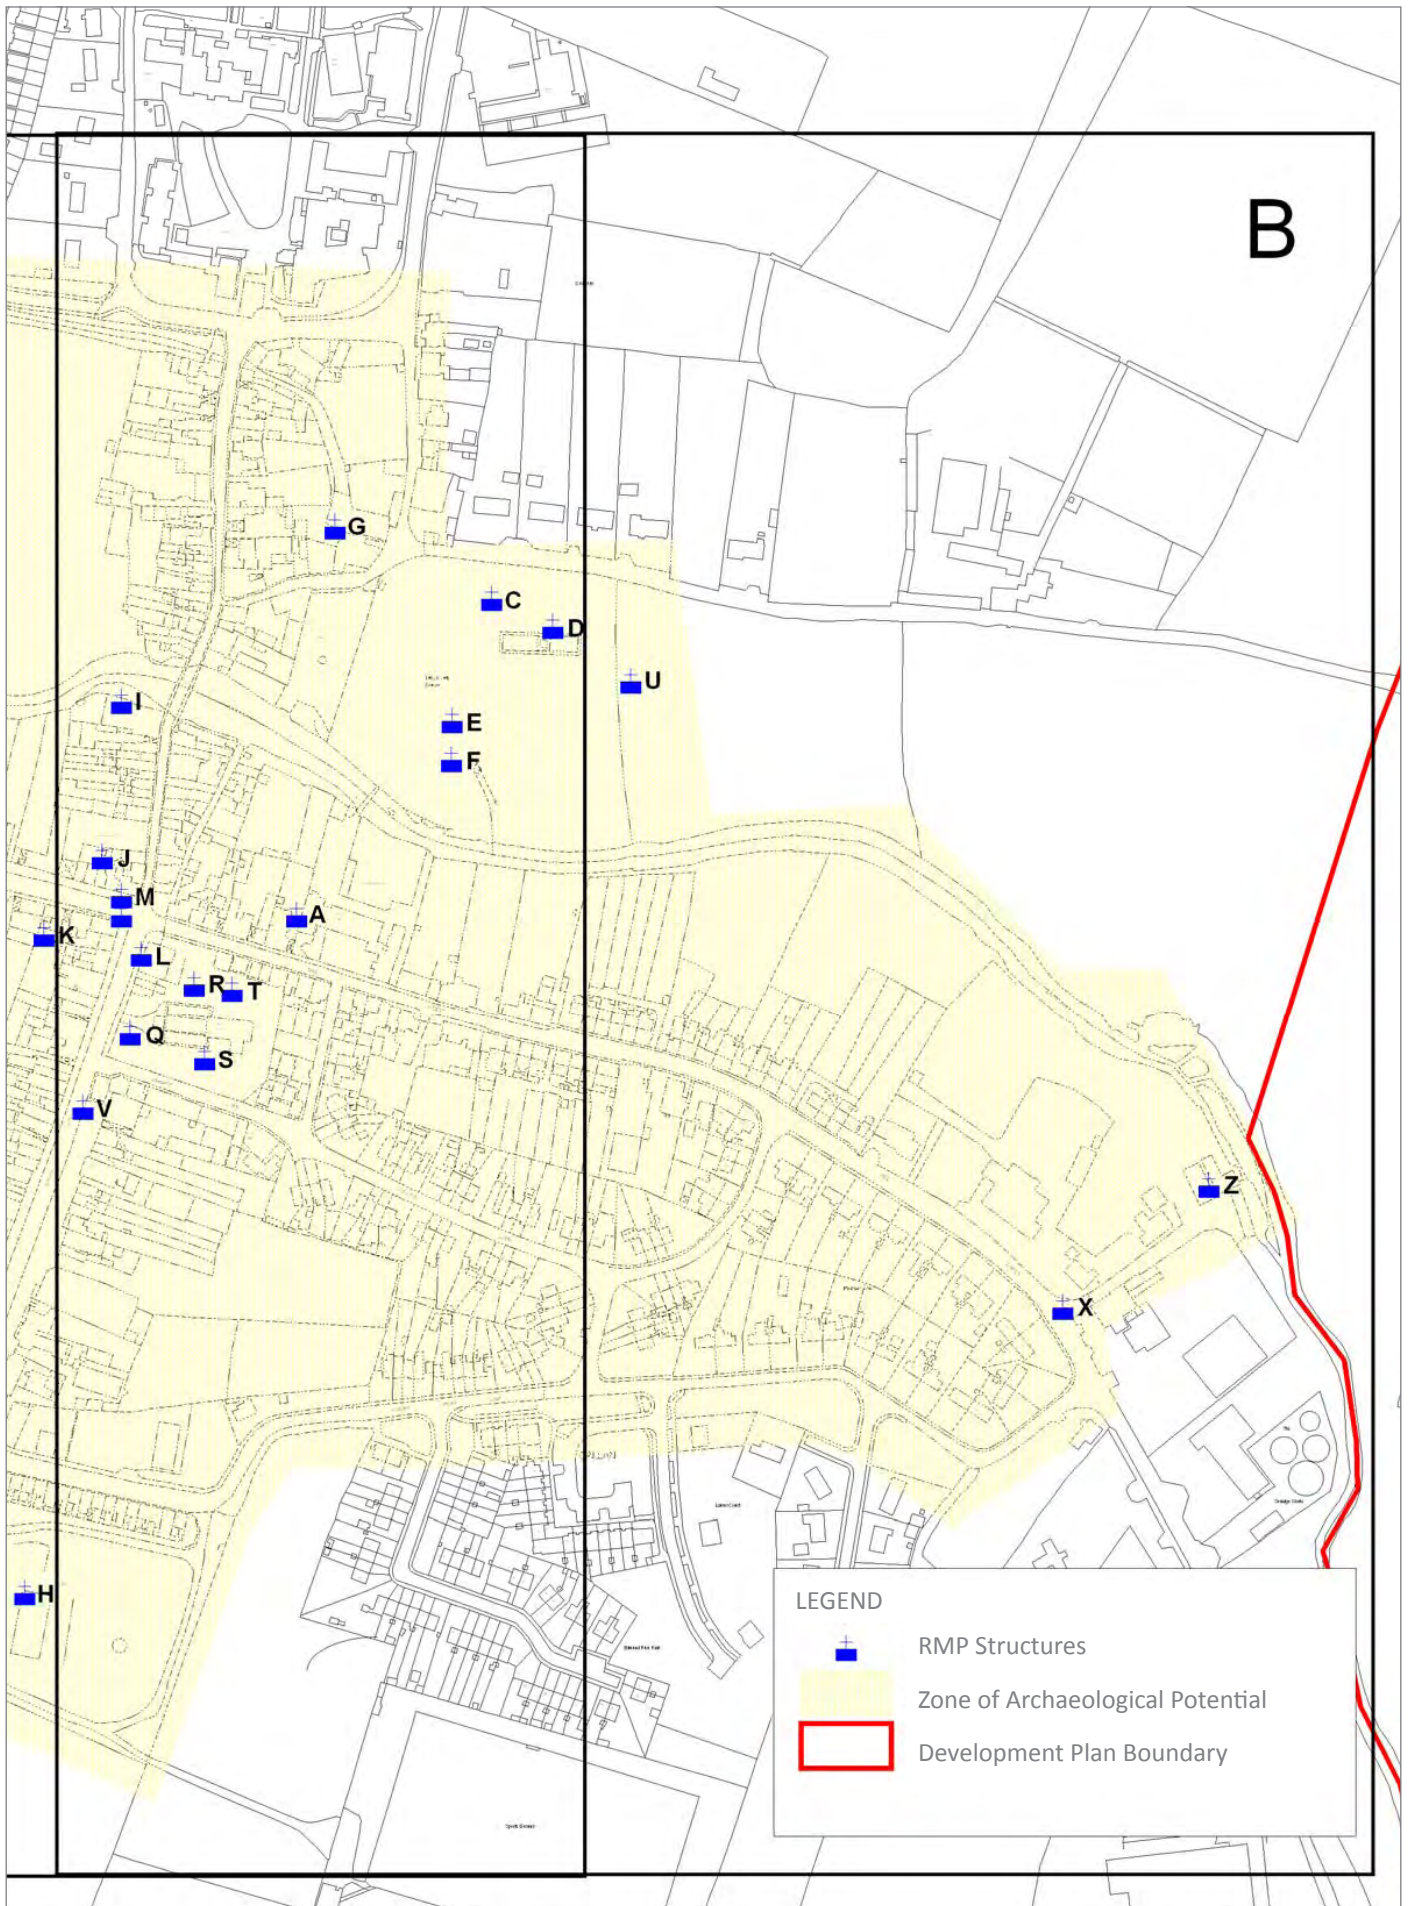 B
G
C
D
U
I
E
F
J
M
A
K
L
R
T
Q
S
V
Z
X
H
LEGEND
RMP Structures
Zone of Archaeological Potential
Development Plan Boundary